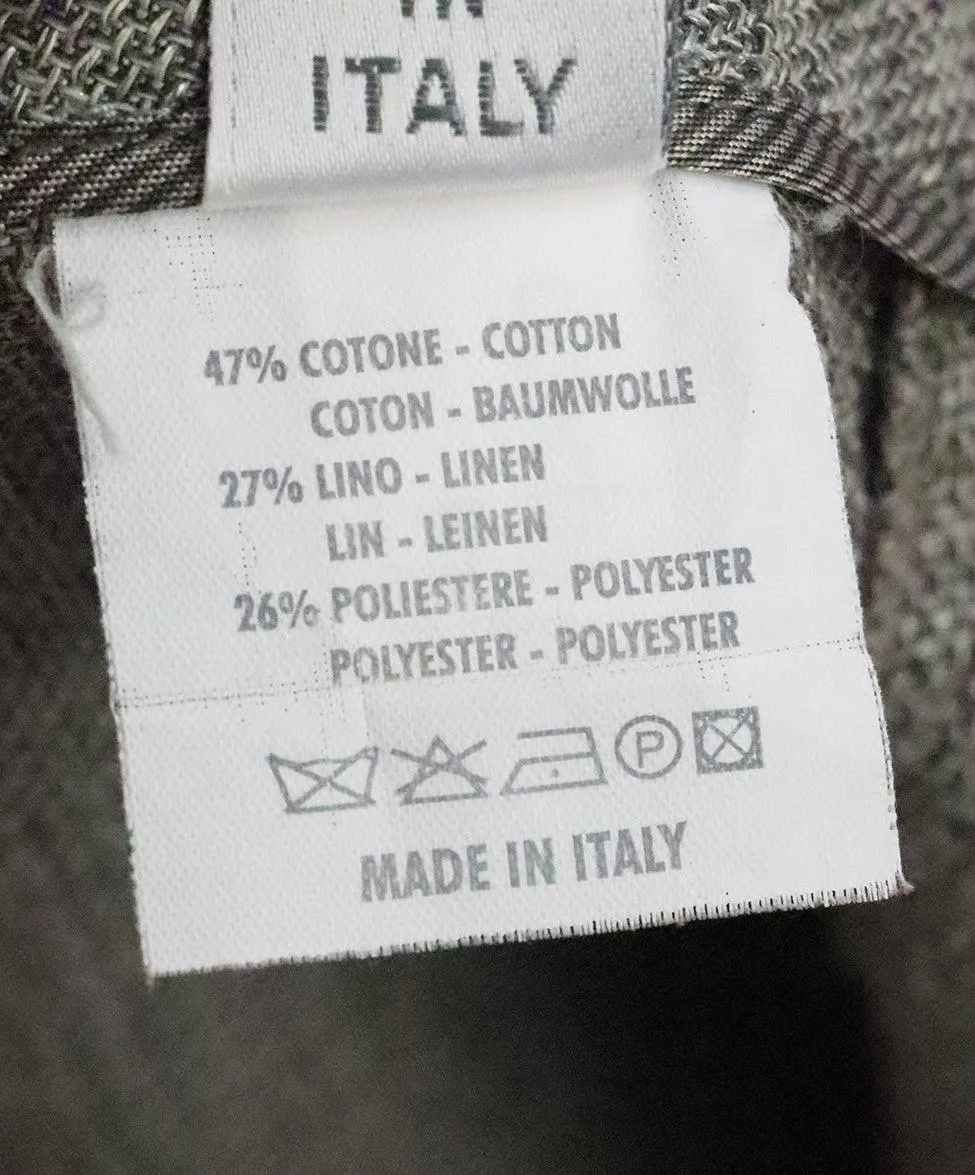 ITALY
47% COTONE - COTTON
COTON - BAUMWOLLE
27% LINO - LINEN
LIN - LEINEN
26% POLIESTERE - POLYESTER
POLYESTER - POLYESTER
P
MADE IN ITALY